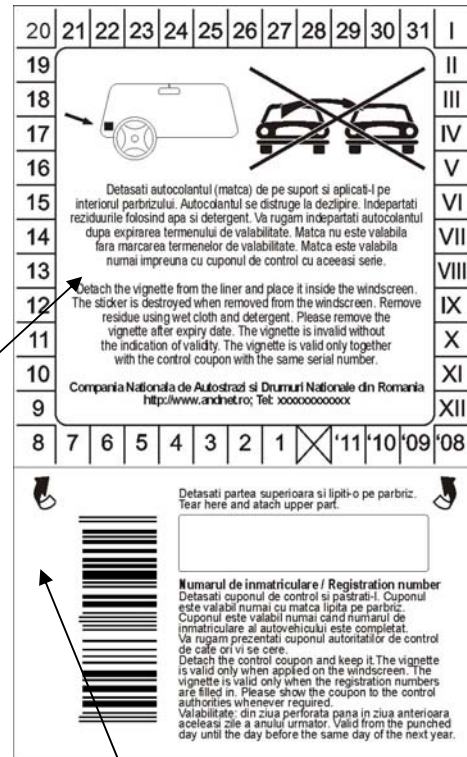 20 21 22 23 24 25 26 27 28 29 30 31 I
19 II
18 III
17 IV
16 V
15 VI
14 VII
13 VIII
12 IX
11 X
10 XI
9 XII
8 7 6 5 4 3 2 1 '11 '10 '09 '08
Detasati autocolantul (matca) de pe suport si aplicati-l pe
interiorul parbrizului. Autocolantul se distruge la dezlipire. Indepartati
reziduurile folosind apa si detergent. Va rugam indepartati autocolantul
dupa expirarea termenului de valabilitate. Matca nu este valabila
fara marcarea termenelor de valabilitate. Matca este valabila
numai impreuna cu cuponul de control cu aceeasi serie.
Detach the vignette from the liner and place it inside the windscreen.
The sticker is destroyed when removed from the windscreen. Remove
residue using wet cloth and detergent. Please remove the
vignette after expiry date. The vignette is invalid without
the indication of validity. The vignette is valid only together
with the control coupon with the same serial number.
Compania Nationala de Autostrazi si Drumuri Nationale din Romania
http://www.andnet.ro; Tel: xxxxxxxxxxxx
Detasati partea superioara si lipiti-o pe parbriz.
Tear here and atach upper part.
Numarul de inmatriculare / Registration number
Detasati cuponul de control si pastrati-l. Cuponul
este valabil numai cu matca lipita pe parbriz.
Cuponul este valabil numai cand numarul de
inmatriculare al autovehicului este completat.
Va rugam prezentati cuponul autoritatilor de control
de cate ori vi se cere.
Detach the control coupon and keep it.The vignette
is valid only when applied on the windscreen. The
vignette is valid only when the registration numbers
are filled in. Please show the coupon to the control
authorities whenever required.
Valabilitate: din ziua perforata pana in ziua anterioara
aceleasi zile a anului urmator. Valid from the punched
day until the day before the same day of the next year.